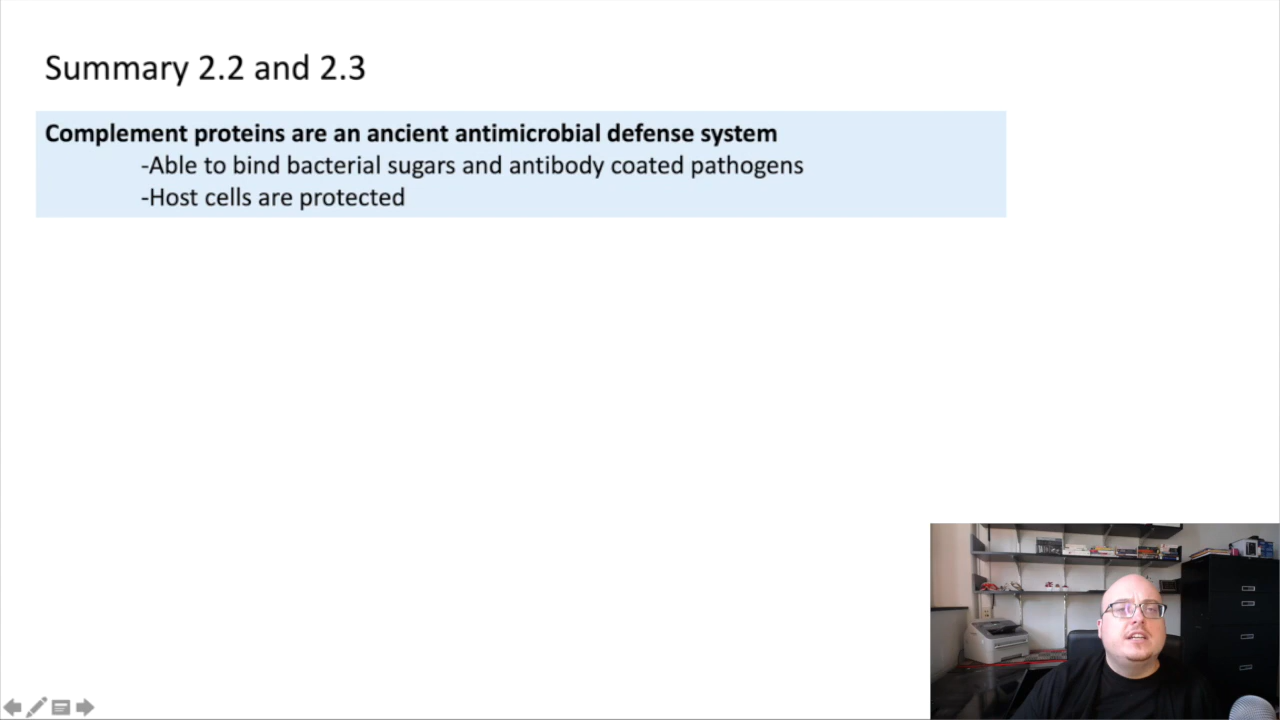 Summary 2.2 and 2.3
Complement proteins are an ancient antimicrobial defense system
-Able to bind bacterial sugars and antibody coated pathogens
-Host cells are protected